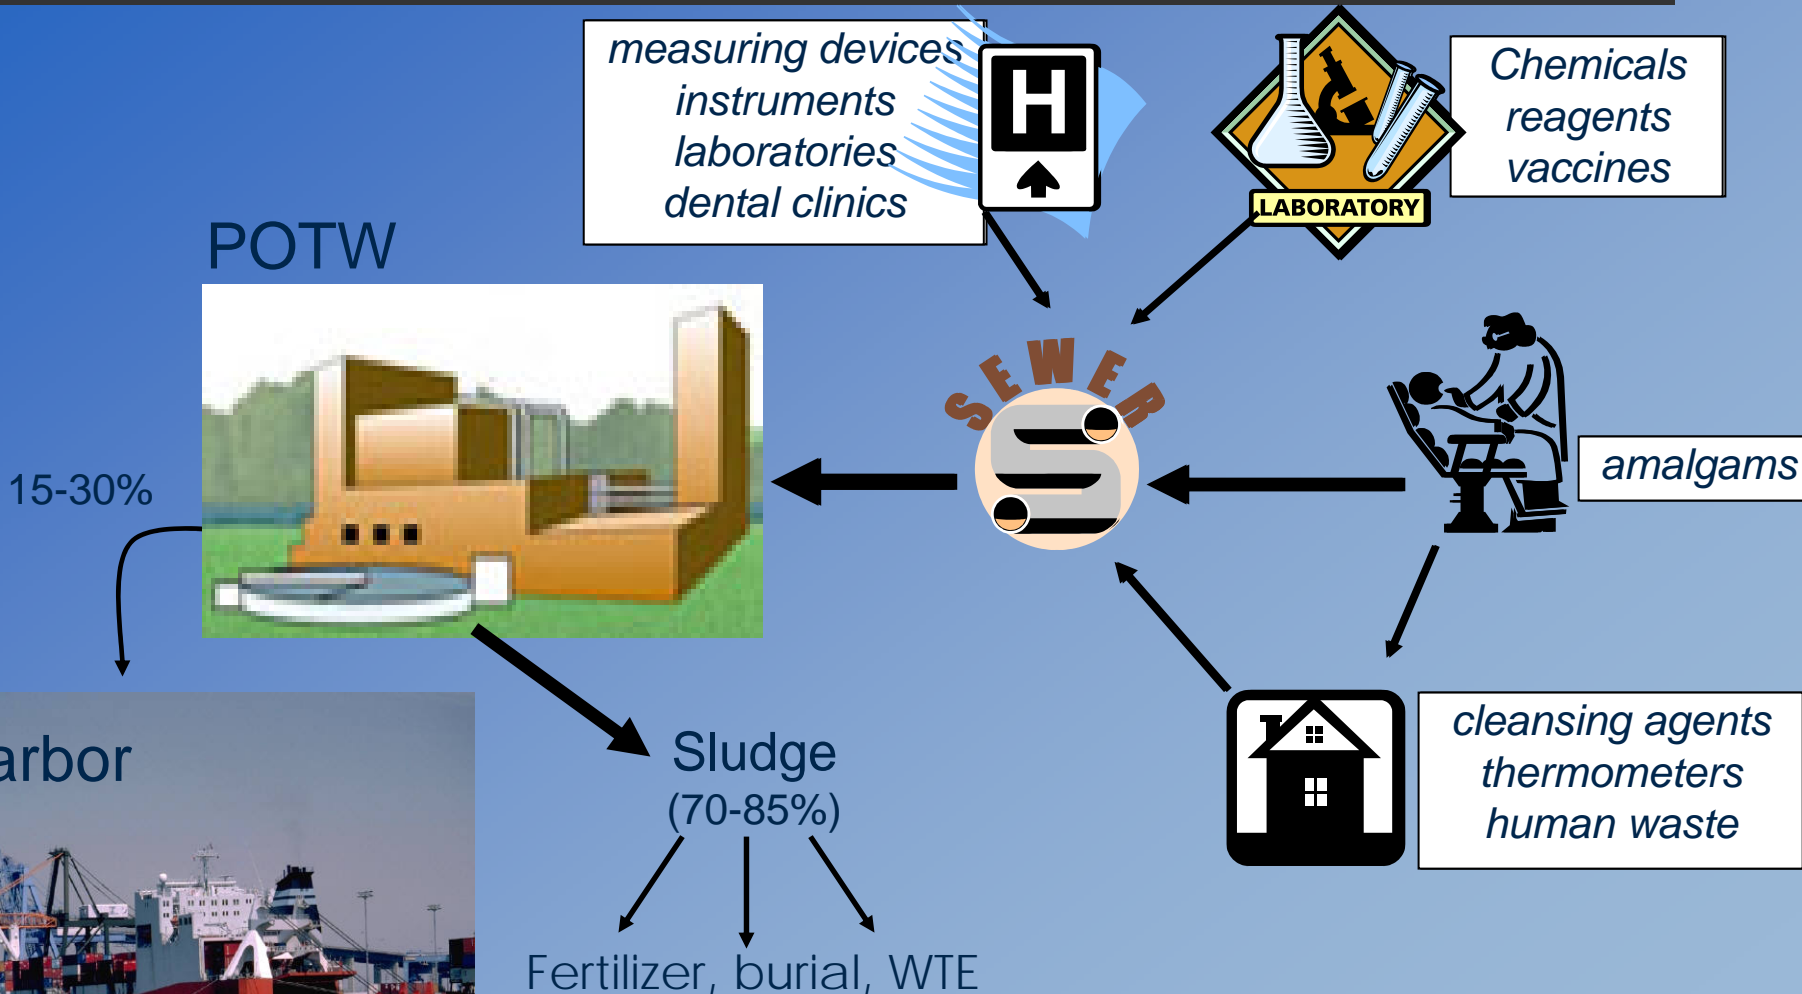 measuring devices
instruments
laboratories
dental clinics
H
Chemicals
reagents
vaccines
LABORATORY
POTW
SEWER
amalgams
15-30%
cleansing agents
thermometers
human waste
arbor
Sludge
(70-85%)
Fertilizer, burial, WTE